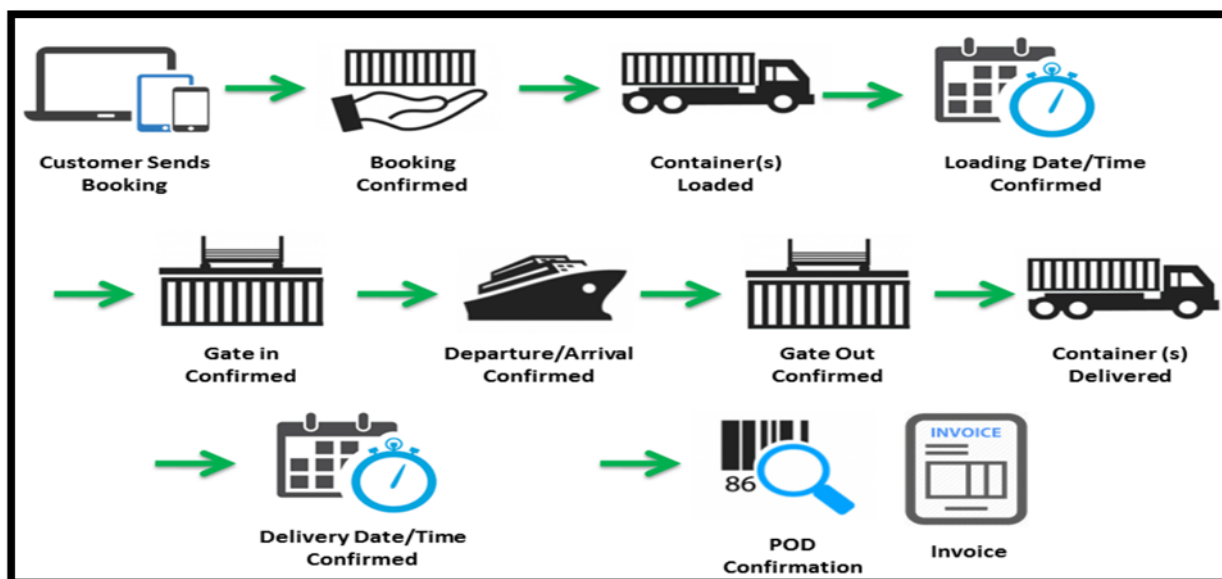 Customer Sends
Booking
Booking
Confirmed
Container(s)
Loaded
Loading Date/Time
Confirmed
Gate in
Confirmed
Departure/Arrival
Confirmed
Gate Out
Confirmed
Container (s)
Delivered
Delivery Date/Time
Confirmed
86
POD
Confirmation
INVOICE
Invoice